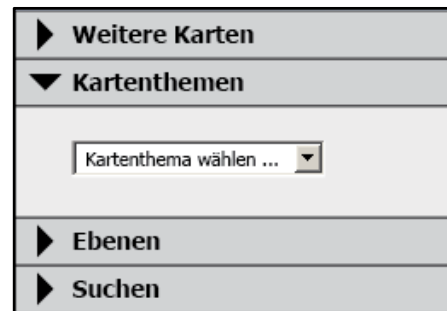 Weitere Karten
Kartenthemen
Kartenthema wählen ...
Ebenen
Suchen